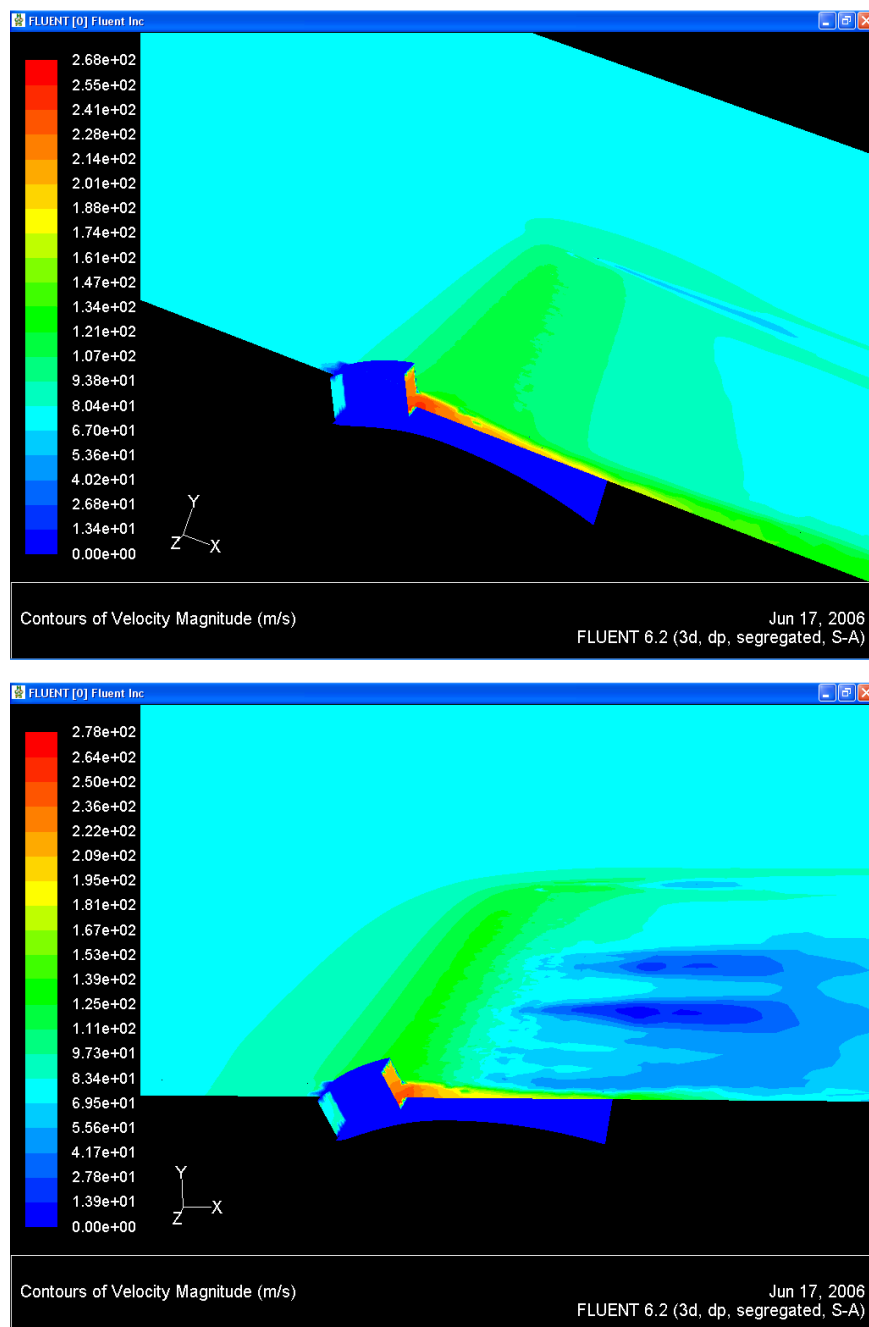 FLUENT [0] Fluent Inc
2.68e+02
2.55e+02
2.41e+02
2.28e+02
2.14e+02
2.01e+02
1.88e+02
1.74e+02
1.61e+02
1.47e+02
1.34e+02
1.21e+02
1.07e+02
9.38e+01
8.04e+01
6.70e+01
5.36e+01
4.02e+01
2.68e+01
1.34e+01
0.00e+00
Y
Z X
Contours of Velocity Magnitude (m/s)
Jun 17, 2006
FLUENT 6.2 (3d, dp, segregated, S-A)
FLUENT [0] Fluent Inc
2.78e+02
2.64e+02
2.50e+02
2.36e+02
2.22e+02
2.09e+02
1.95e+02
1.81e+02
1.67e+02
1.53e+02
1.39e+02
1.25e+02
1.11e+02
9.73e+01
8.34e+01
6.95e+01
5.56e+01
4.17e+01
2.78e+01
1.39e+01
0.00e+00
Y
Z X
Contours of Velocity Magnitude (m/s)
Jun 17, 2006
FLUENT 6.2 (3d, dp, segregated, S-A)